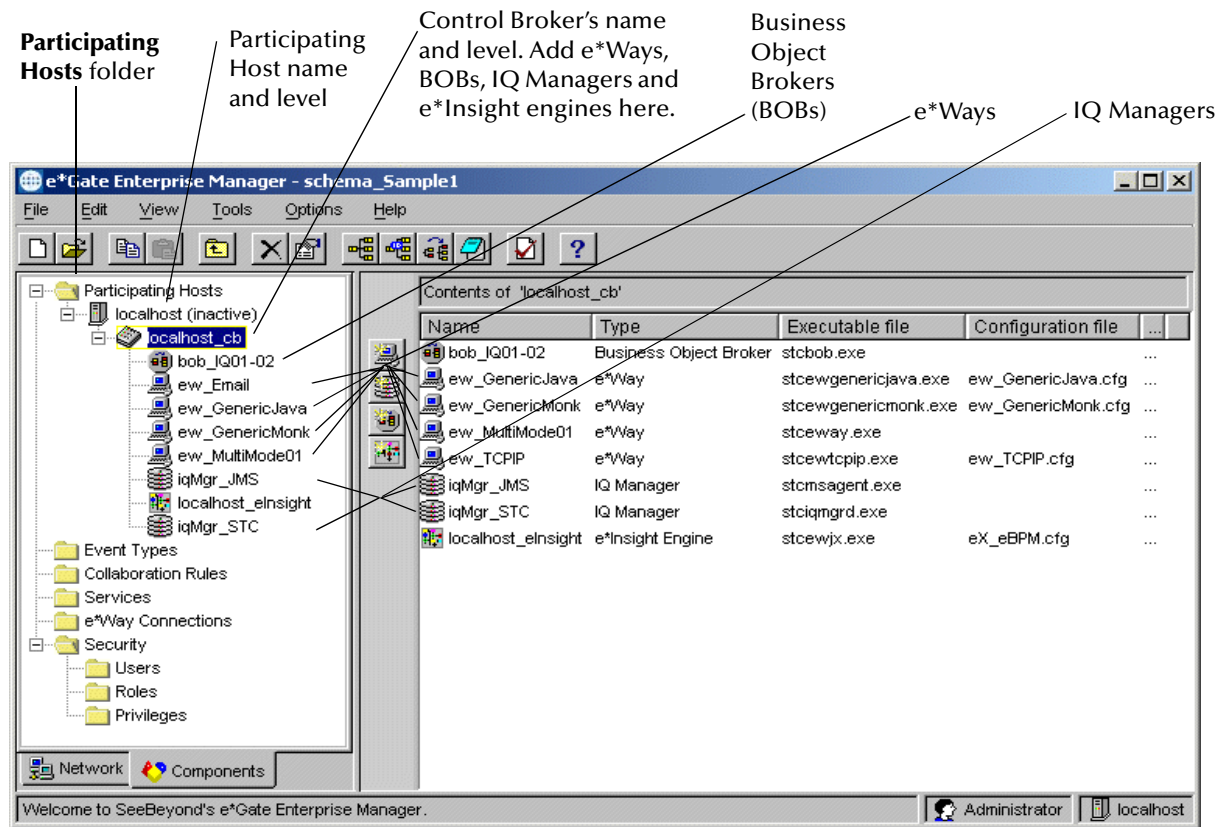 Participating
Hosts folder
Participating
Host name
and level
Control Broker's name
and level. Add e*Ways,
BOBs, IQ Managers and
e*Insight engines here.
Business
Object
Brokers
(BOBs)
e*Ways
IQ Managers
e*Gate Enterprise Manager - schema_Sample1
File Edit View Tools Options Help
Participating Hosts
localhost (inactive)
localhost_cb
bob_IQ01-02
ew_Email
ew_GenericJava
ew_GenericMonk
ew_MultiMode01
iqMgr_JMS
localhost_eInsight
iqMgr_STC
Event Types
Collaboration Rules
Services
e*Way Connections
Security
Users
Roles
Privileges
Network Components
Contents of 'localhost_cb'
Name Type Executable file Configuration file ...
bob_IQ01-02 Business Object Broker stcbob.exe ...
ew_GenericJava e*Way stcewgenericjava.exe ew_GenericJava.cfg ...
ew_GenericMonk e*Way stcewgenericmonk.exe ew_GenericMonk.cfg ...
ew_MultiMode01 e*Way stceway.exe ...
ew_TCPIP e*Way stcewtcpip.exe ew_TCPIP.cfg ...
iqMgr_JMS IQ Manager stcmsagent.exe ...
iqMgr_STC IQ Manager stciqmgrd.exe ...
localhost_eInsight e*Insight Engine stcewjx.exe eX_eBPM.cfg ...
Welcome to SeeBeyond's e*Gate Enterprise Manager. Administrator localhost